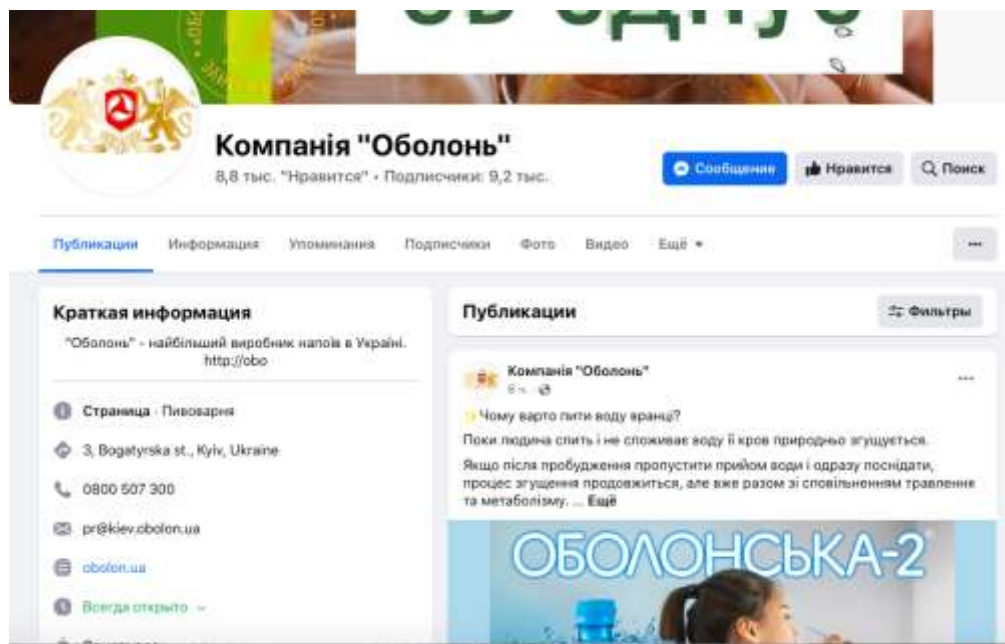 об'єднує
Компанія "Оболонь"
8,8 тыс. "Нравится" • Подписчики: 9,2 тыс.
Сообщение
Нравится
Поиск
Публикации Информация Упоминания Подписчики Фото Видео Ещё
Краткая информация
"Оболонь" - найбільший виробник напоїв в Україні.
http://obo
Страница · Пивоварня
3, Bogatyrska st., Kyiv, Ukraine
0800 507 300
pr@kiev.obolon.ua
obolon.ua
Всегда открыто
Публикации
Фильтры
Компанія "Оболонь"
6 ч.
Чому варто пити воду вранці?
Поки людина спить і не споживає воду її кров природньо згущується.
Якщо після пробудження пропустити прийом води і одразу поснідати,
процес згущення продовжиться, але вже разом зі сповільненням травлення
та метаболізму. ... Ещё
ОБОЛОНСЬКА-2